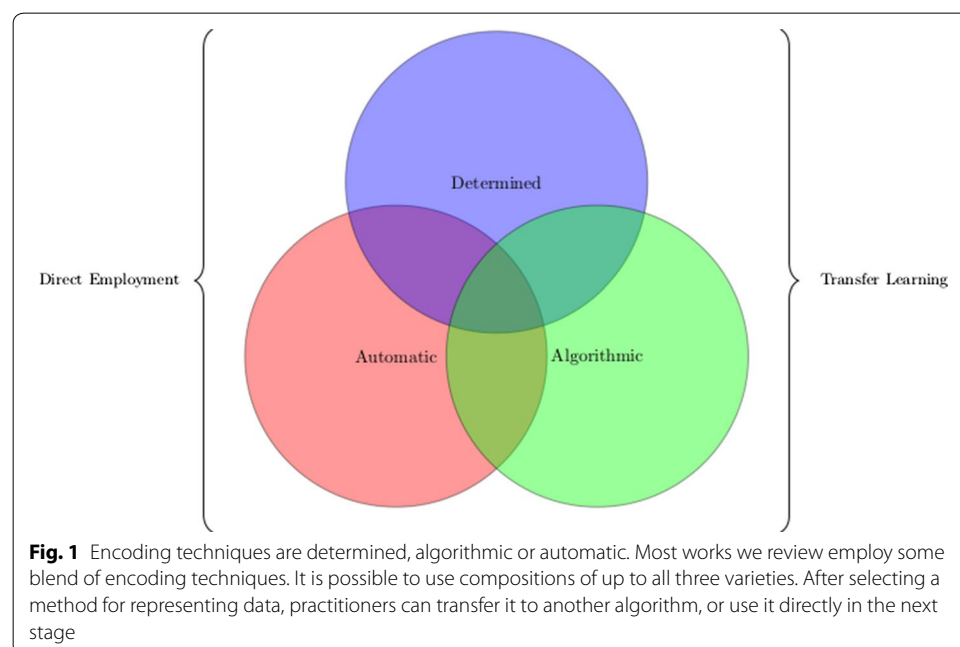 Determined
Direct Employment
Transfer Learning
Automatic
Algorithmic
Fig. 1 Encoding techniques are determined, algorithmic or automatic. Most works we review employ some
blend of encoding techniques. It is possible to use compositions of up to all three varieties. After selecting a
method for representing data, practitioners can transfer it to another algorithm, or use it directly in the next
stage